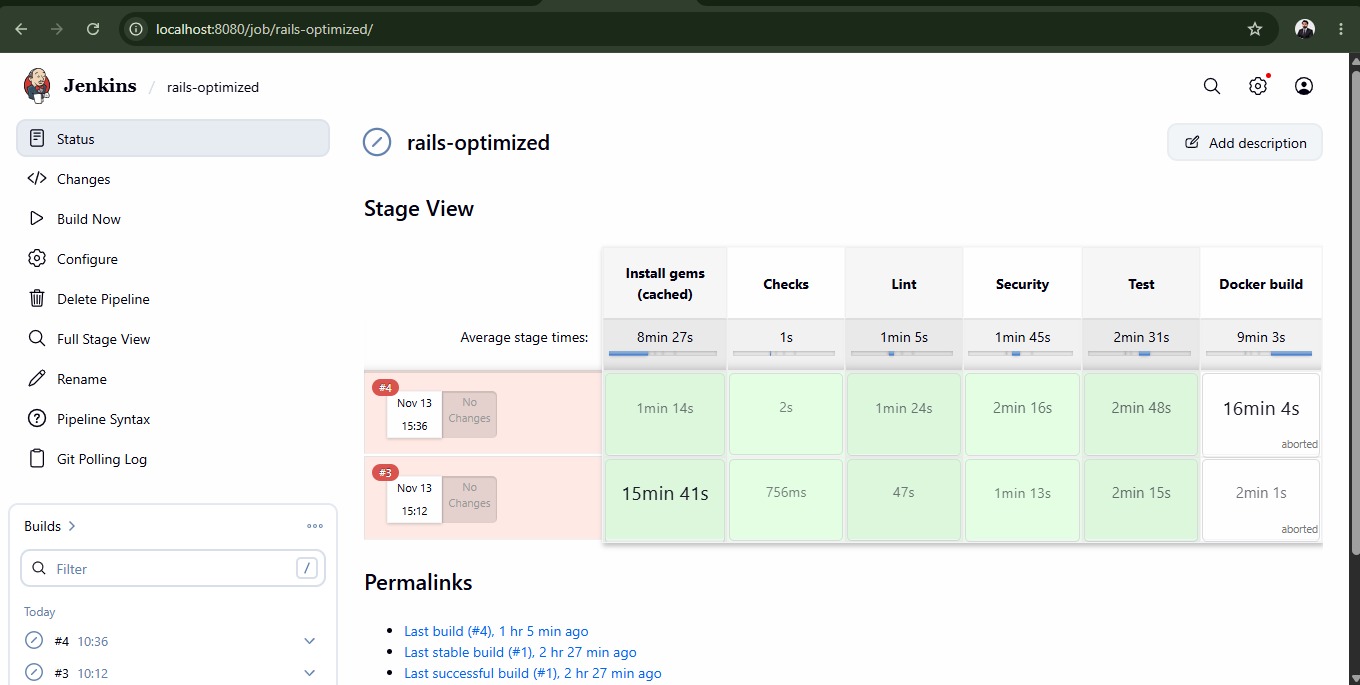 localhost:8080/job/rails-optimized/
Jenkins / rails-optimized
Status
Changes
Build Now
Configure
Delete Pipeline
Full Stage View
Rename
Pipeline Syntax
Git Polling Log
Builds
Filter /
Today
#4 10:36
#3 10:12
rails-optimized
Add description
Stage View
Install gems (cached) Checks Lint Security Test Docker build
Average stage times: 8min 27s 1s 1min 5s 1min 45s 2min 31s 9min 3s
#4
Nov 13
15:36
No
Changes
1min 14s 2s 1min 24s 2min 16s 2min 48s 16min 4s
aborted
#3
Nov 13
15:12
No
Changes
15min 41s 756ms 47s 1min 13s 2min 15s 2min 1s
aborted
Permalinks
Last build (#4), 1 hr 5 min ago
Last stable build (#1), 2 hr 27 min ago
Last successful build (#1), 2 hr 27 min ago